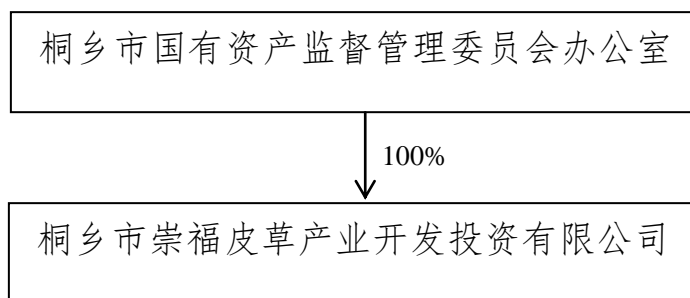 桐乡市国有资产监督管理委员会办公室
100%
桐乡市崇福皮草产业开发投资有限公司